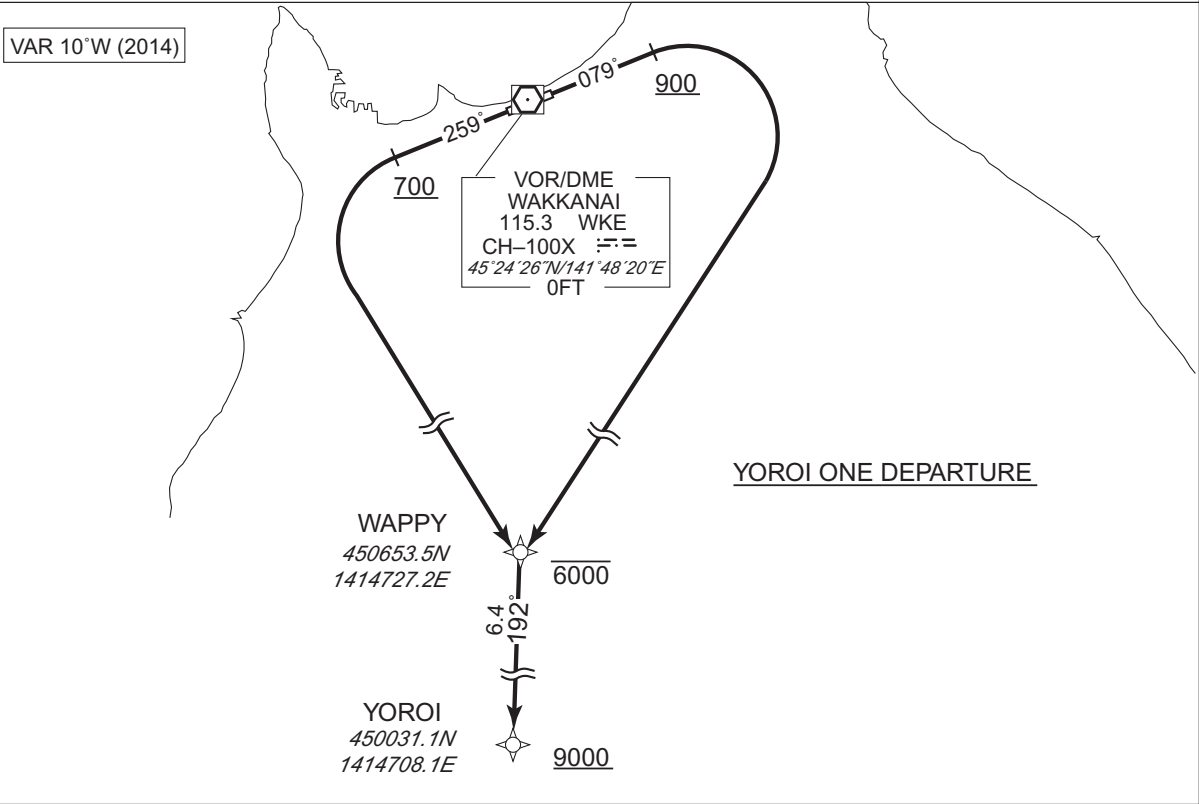 VAR 10°W (2014)
079°
900
259°
700
VOR/DME
WAKKANAI
115.3 WKE
CH–100X
45°24´26˝N/141°48´20˝E
0FT
YOROI ONE DEPARTURE
WAPPY
450653.5N
1414727.2E
6000
6.4
192°
YOROI
450031.1N
1414708.1E
9000